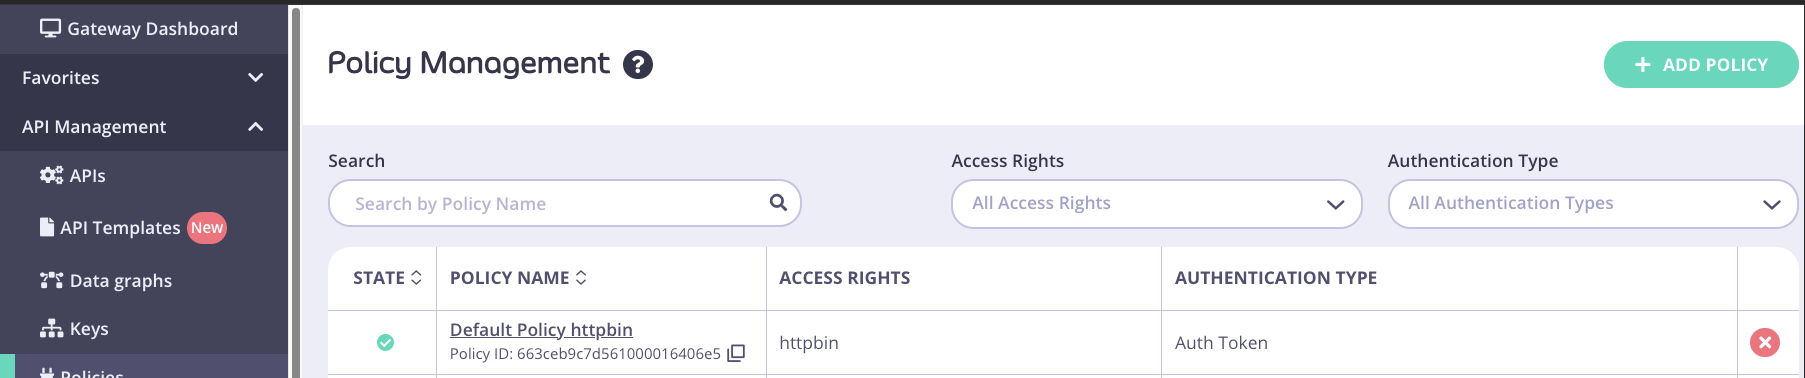 Gateway Dashboard
Favorites
API Management
APIs
API Templates New
Data graphs
Keys
Policies
Policy Management ?
+ ADD POLICY
Search
Search by Policy Name
Access Rights
All Access Rights
Authentication Type
All Authentication Types
STATE POLICY NAME ACCESS RIGHTS AUTHENTICATION TYPE
Default Policy httpbin
Policy ID: 663ceb9c7d561000016406e5
httpbin
Auth Token